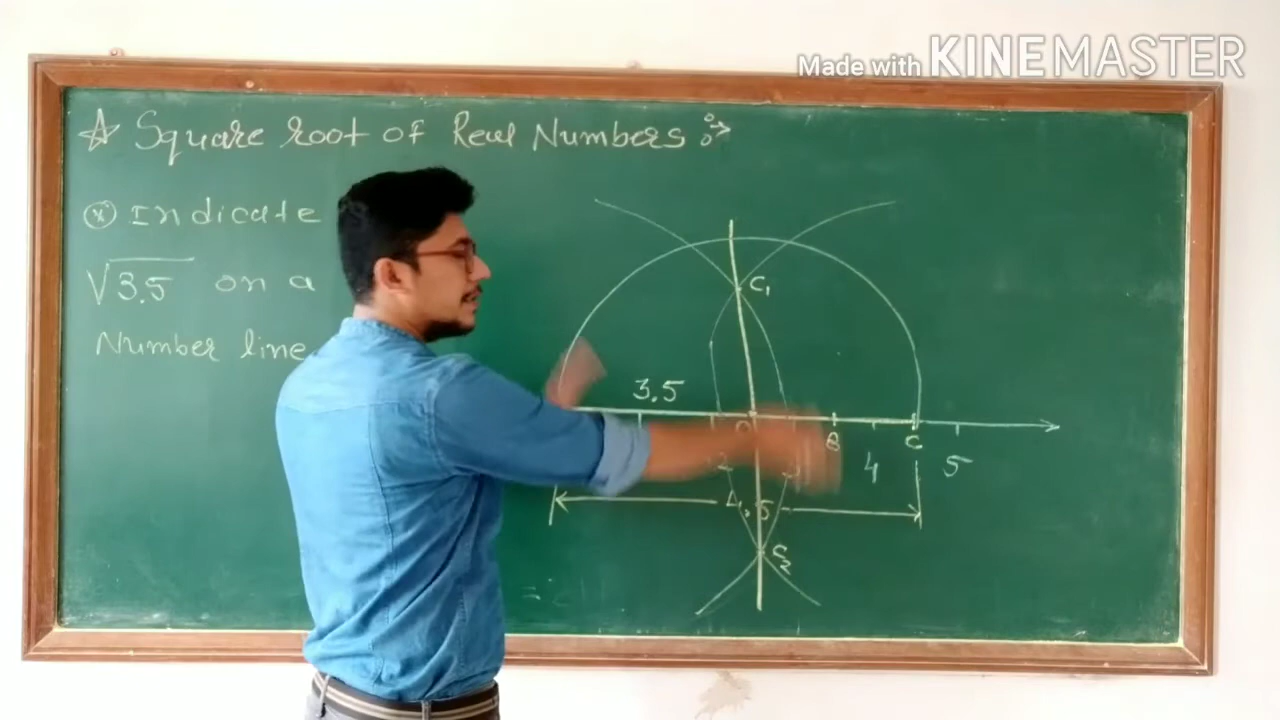 Made with KINEMASTER
☆ Square root of Real Numbers :→
* Indicate
√3.5 on a
Number line
C₁
3.5
O B C
2 4 5
4.5
C₂